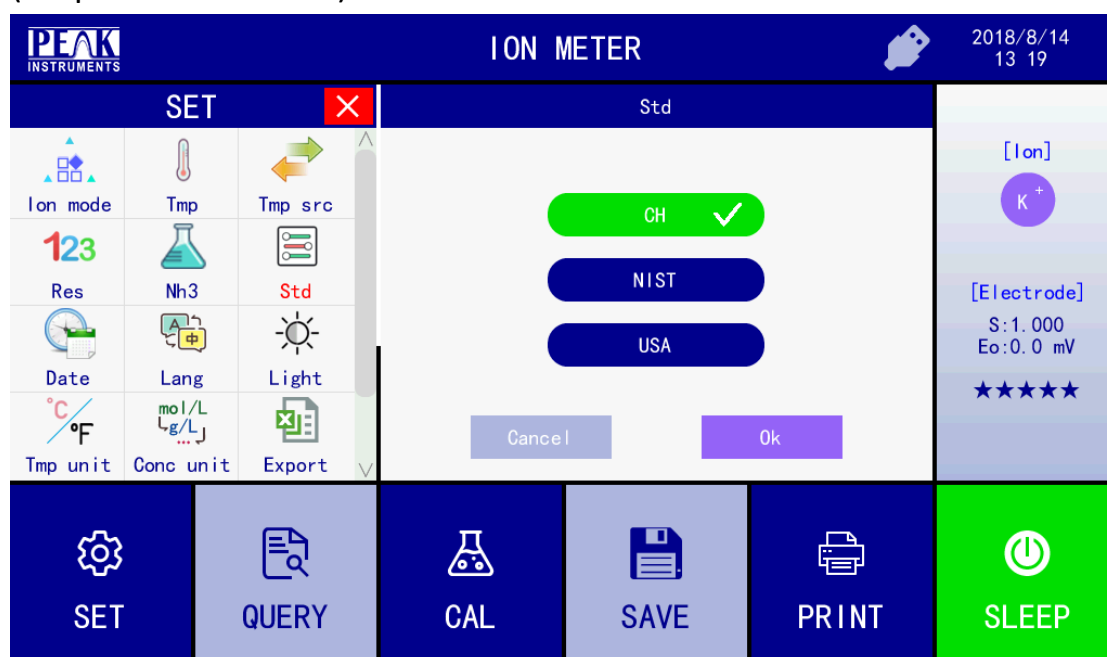 PEAK
INSTRUMENTS
ION METER
2018/8/14
13 19
SET
Std
Ion mode
Tmp
Tmp src
123
Res
Nh3
Std
A
中
Date
Lang
Light
°C/°F
mol/L
g/L
...
Tmp unit
Conc unit
Export
CH
NIST
USA
Cancel
Ok
[Ion]
K+
[Electrode]
S:1.000
Eo:0.0 mV
★★★★★
SET
QUERY
CAL
SAVE
PRINT
SLEEP